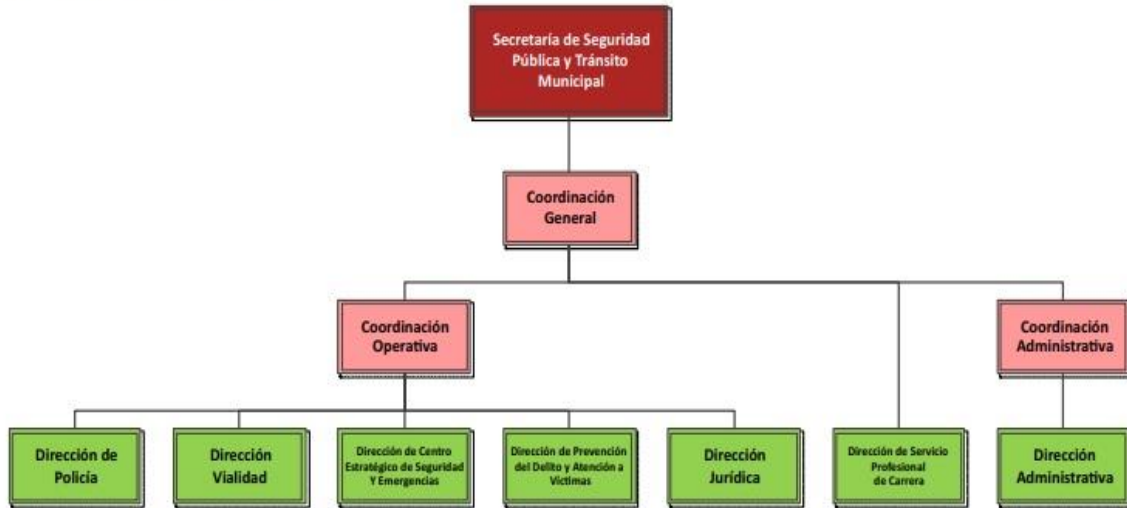 Secretaría de Seguridad
Pública y Tránsito
Municipal
Coordinación
General
Coordinación
Operativa
Coordinación
Administrativa
Dirección de
Policía
Dirección
Vialidad
Dirección de Centro
Estratégico de Seguridad
Y Emergencias
Dirección de Prevención
del Delito y Atención a
Víctimas
Dirección
Jurídica
Dirección de Servicio
Profesional
de Carrera
Dirección
Administrativa